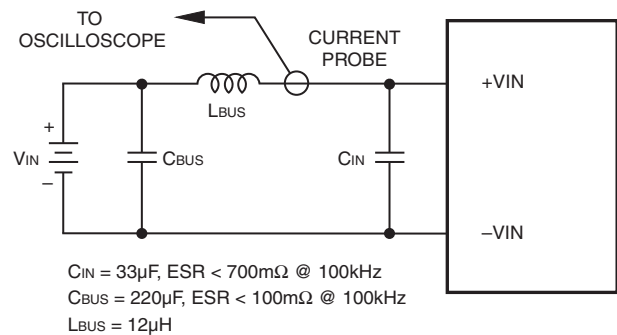 TO
OSCILLOSCOPE
CURRENT
PROBE
+VIN
LBUS
+
VIN
CBUS
CIN
–
–VIN
CIN = 33µF, ESR < 700mΩ @ 100kHz
CBUS = 220µF, ESR < 100mΩ @ 100kHz
LBUS = 12µH